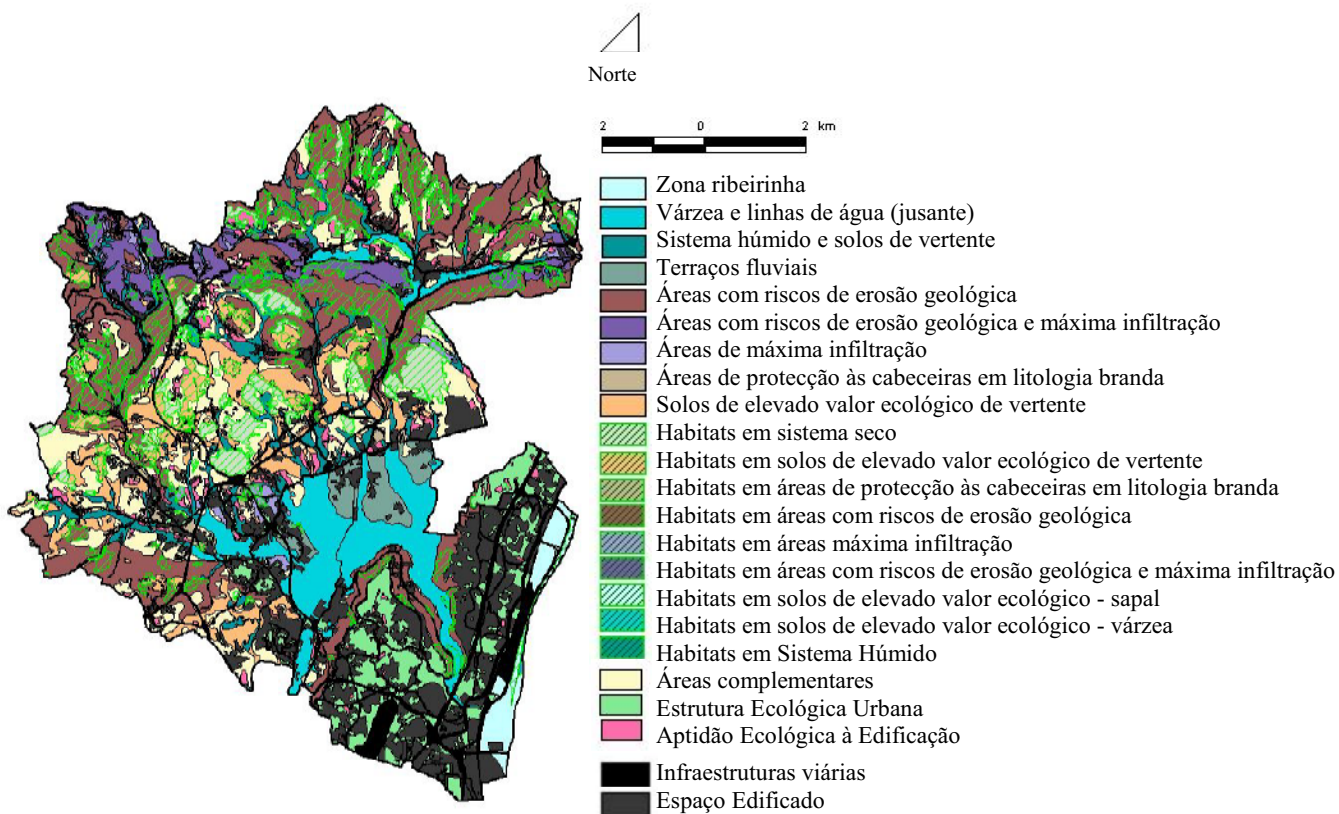 Norte
2 0 2 km
Zona ribeirinha
Várzea e linhas de água (jusante)
Sistema húmido e solos de vertente
Terraços fluviais
Áreas com riscos de erosão geológica
Áreas com riscos de erosão geológica e máxima infiltração
Áreas de máxima infiltração
Áreas de protecção às cabeceiras em litologia branda
Solos de elevado valor ecológico de vertente
Habitats em sistema seco
Habitats em solos de elevado valor ecológico de vertente
Habitats em áreas de protecção às cabeceiras em litologia branda
Habitats em áreas com riscos de erosão geológica
Habitats em áreas máxima infiltração
Habitats em áreas com riscos de erosão geológica e máxima infiltração
Habitats em solos de elevado valor ecológico - sapal
Habitats em solos de elevado valor ecológico - várzea
Habitats em Sistema Húmido
Áreas complementares
Estrutura Ecológica Urbana
Aptidão Ecológica à Edificação
Infraestruturas viárias
Espaço Edificado